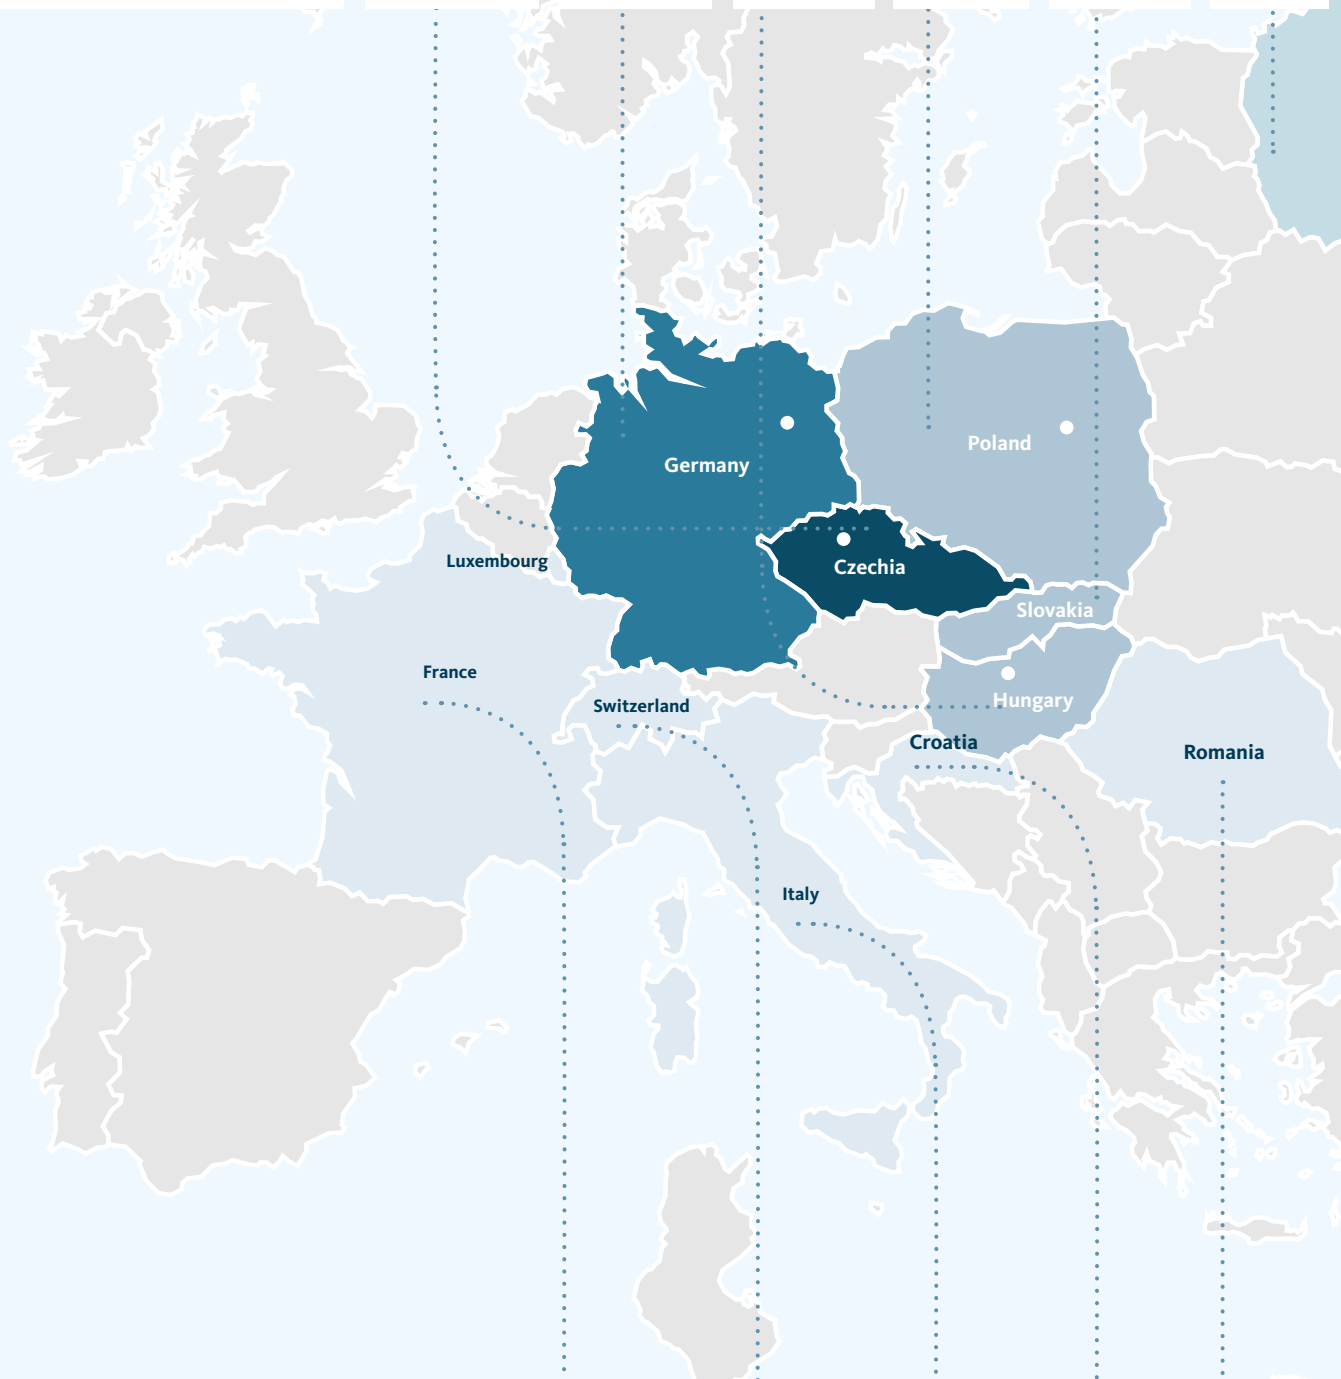 Poland
Germany
Luxembourg
Czechia
Slovakia
France
Switzerland
Hungary
Croatia
Romania
Italy